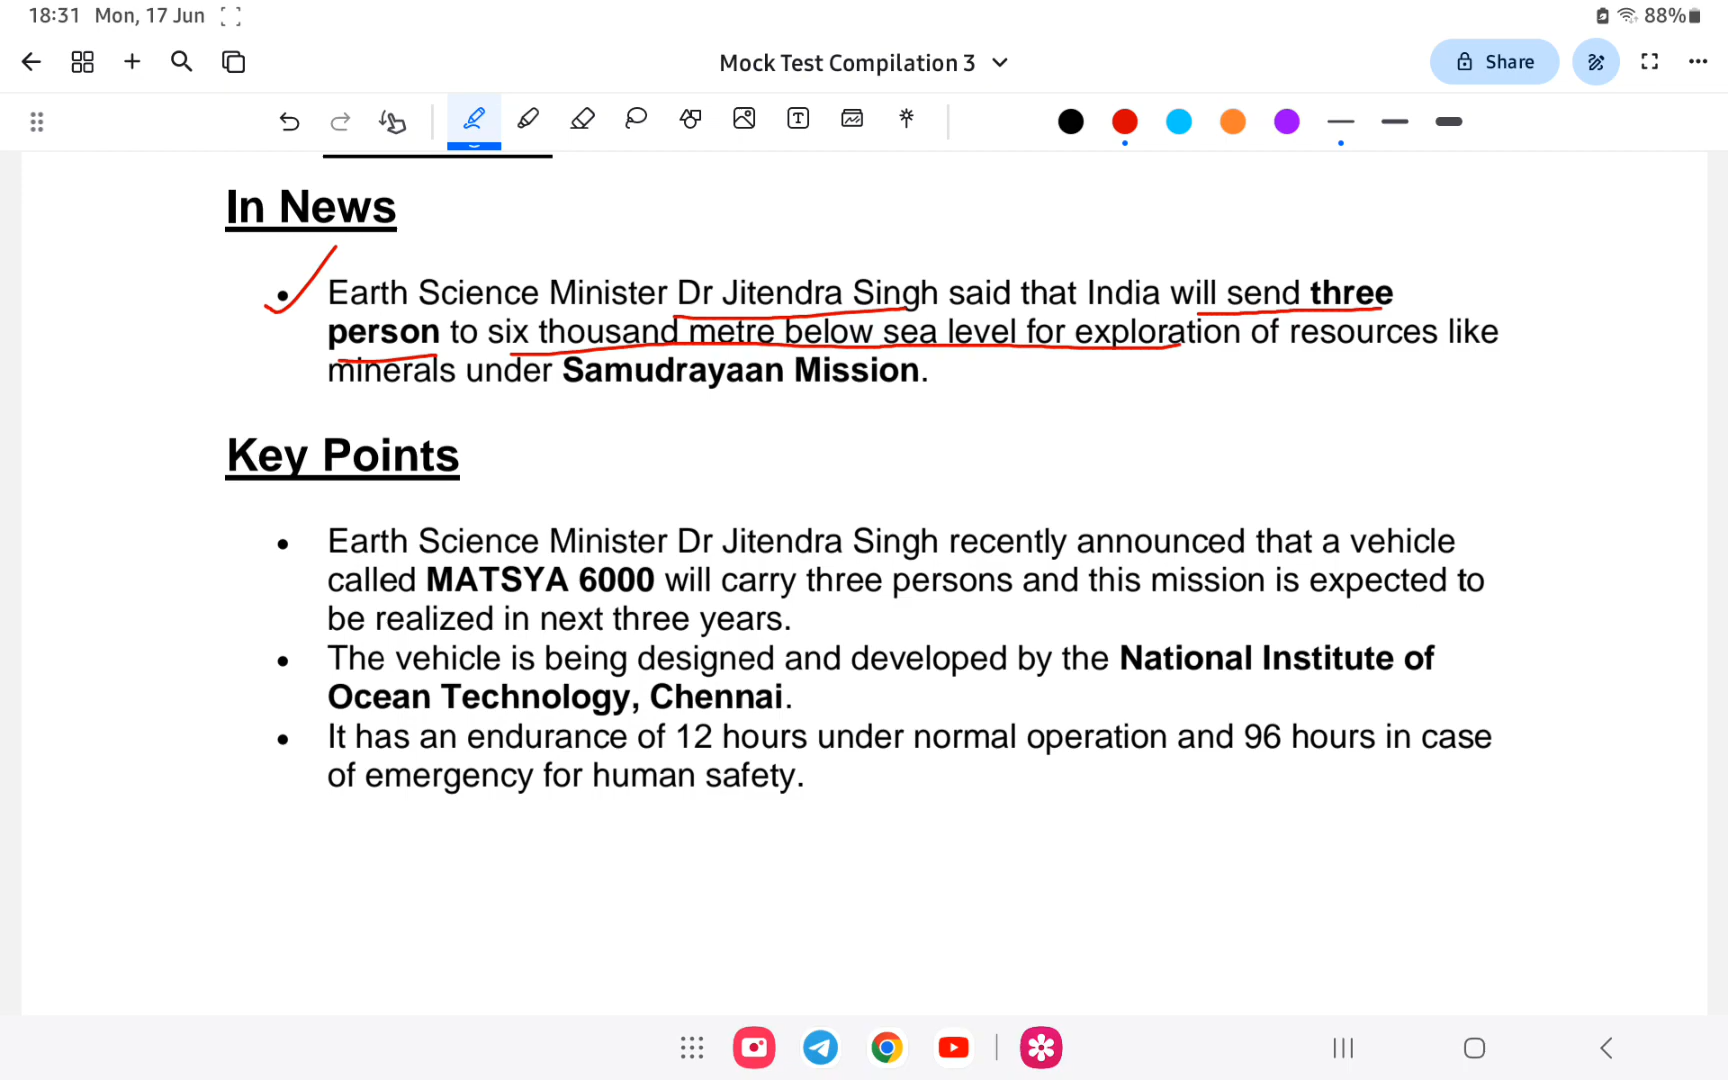 18:31 Mon, 17 Jun
88%
Mock Test Compilation 3
Share
In News
• Earth Science Minister Dr Jitendra Singh said that India will send three
person to six thousand metre below sea level for exploration of resources like
minerals under Samudrayaan Mission.
Key Points
• Earth Science Minister Dr Jitendra Singh recently announced that a vehicle
called MATSYA 6000 will carry three persons and this mission is expected to
be realized in next three years.
• The vehicle is being designed and developed by the National Institute of
Ocean Technology, Chennai.
• It has an endurance of 12 hours under normal operation and 96 hours in case
of emergency for human safety.